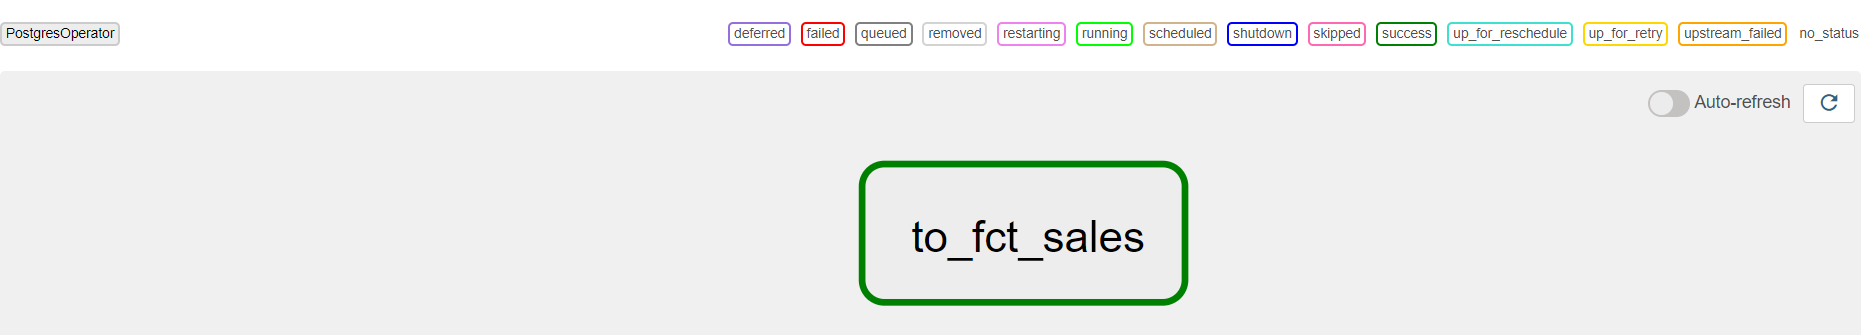 PostgresOperator deferred failed queued removed restarting running scheduled shutdown skipped success up_for_reschedule up_for_retry upstream_failed no_status
Auto-refresh
to_fct_sales